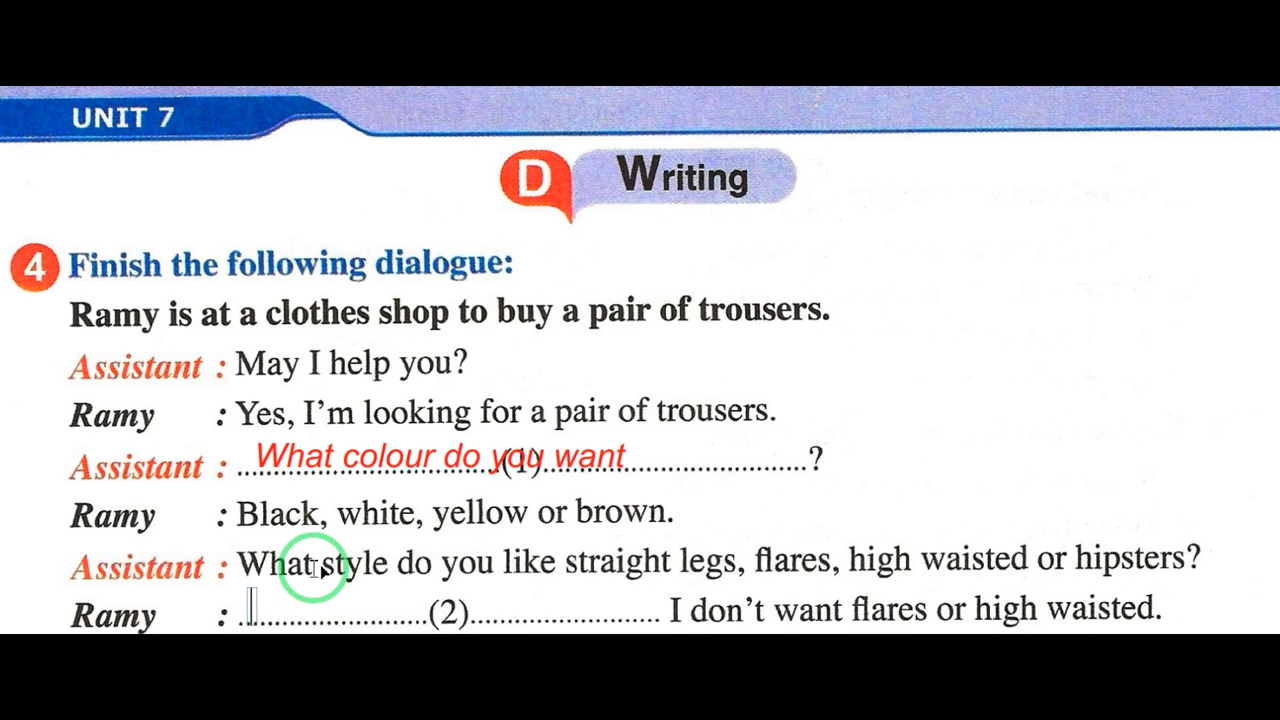 UNIT 7
D Writing
4 Finish the following dialogue:
Ramy is at a clothes shop to buy a pair of trousers.
Assistant : May I help you?
Ramy : Yes, I'm looking for a pair of trousers.
Assistant : What colour do you want ...(1)...?
Ramy : Black, white, yellow or brown.
Assistant : What style do you like straight legs, flares, high waisted or hipsters?
Ramy : ...(2)... I don't want flares or high waisted.